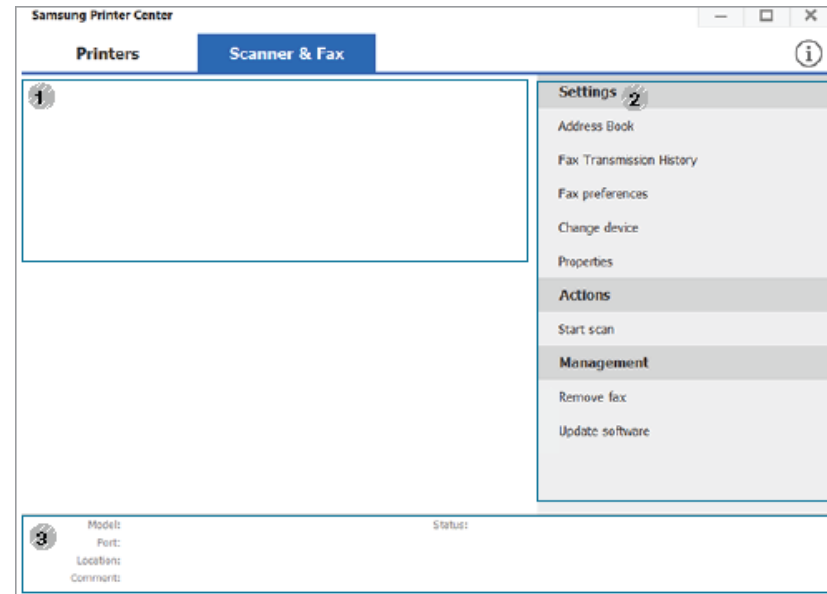 Samsung Printer Center
Printers
Scanner & Fax
1
Settings
2
Address Book
Fax Transmission History
Fax preferences
Change device
Properties
Actions
Start scan
Management
Remove fax
Update software
3
Model:
Status:
Port:
Location:
Comment: